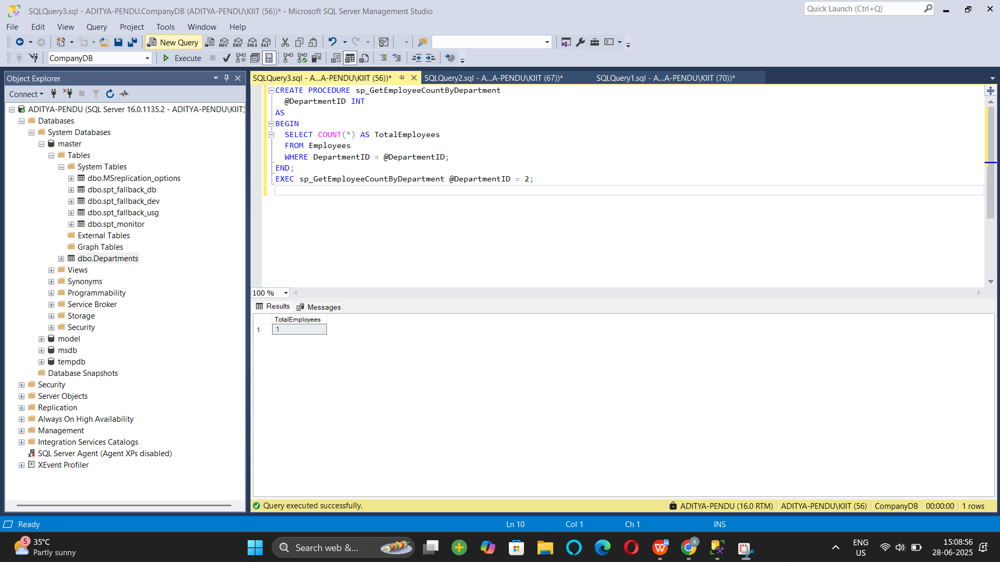 SQLQuery3.sql - ADITYA-PENDU.CompanyDB (ADITYA-PENDU\KIIT (56))* - Microsoft SQL Server Management Studio
Quick Launch (Ctrl+Q)
File Edit View Query Project Tools Window Help
New Query
MDX DMX XMLA DAX
CompanyDB
Execute
Object Explorer
Connect
ADITYA-PENDU (SQL Server 16.0.1135.2 - ADITYA-PENDU\KIIT)
Databases
System Databases
master
Tables
System Tables
dbo.MSreplication_options
dbo.spt_fallback_db
dbo.spt_fallback_dev
dbo.spt_fallback_usg
dbo.spt_monitor
External Tables
Graph Tables
dbo.Departments
Views
Synonyms
Programmability
Service Broker
Storage
Security
model
msdb
tempdb
Database Snapshots
Security
Server Objects
Replication
Always On High Availability
Management
Integration Services Catalogs
SQL Server Agent (Agent XPs disabled)
XEvent Profiler
SQLQuery3.sql - A...A-PENDU\KIIT (56))*
SQLQuery2.sql - A...A-PENDU\KIIT (67))*
SQLQuery1.sql - A...A-PENDU\KIIT (70))*
CREATE PROCEDURE sp_GetEmployeeCountByDepartment
@DepartmentID INT
AS
BEGIN
SELECT COUNT(*) AS TotalEmployees
FROM Employees
WHERE DepartmentID = @DepartmentID;
END;
EXEC sp_GetEmployeeCountByDepartment @DepartmentID = 2;
100 %
Results Messages
TotalEmployees
1 1
Query executed successfully.
ADITYA-PENDU (16.0 RTM) ADITYA-PENDU\KIIT (56) CompanyDB 00:00:00 1 rows
Ready
Ln 10 Col 1 Ch 1 INS
5
35°C
Partly sunny
Search web &...
ENG
US
15:08:56
28-06-2025